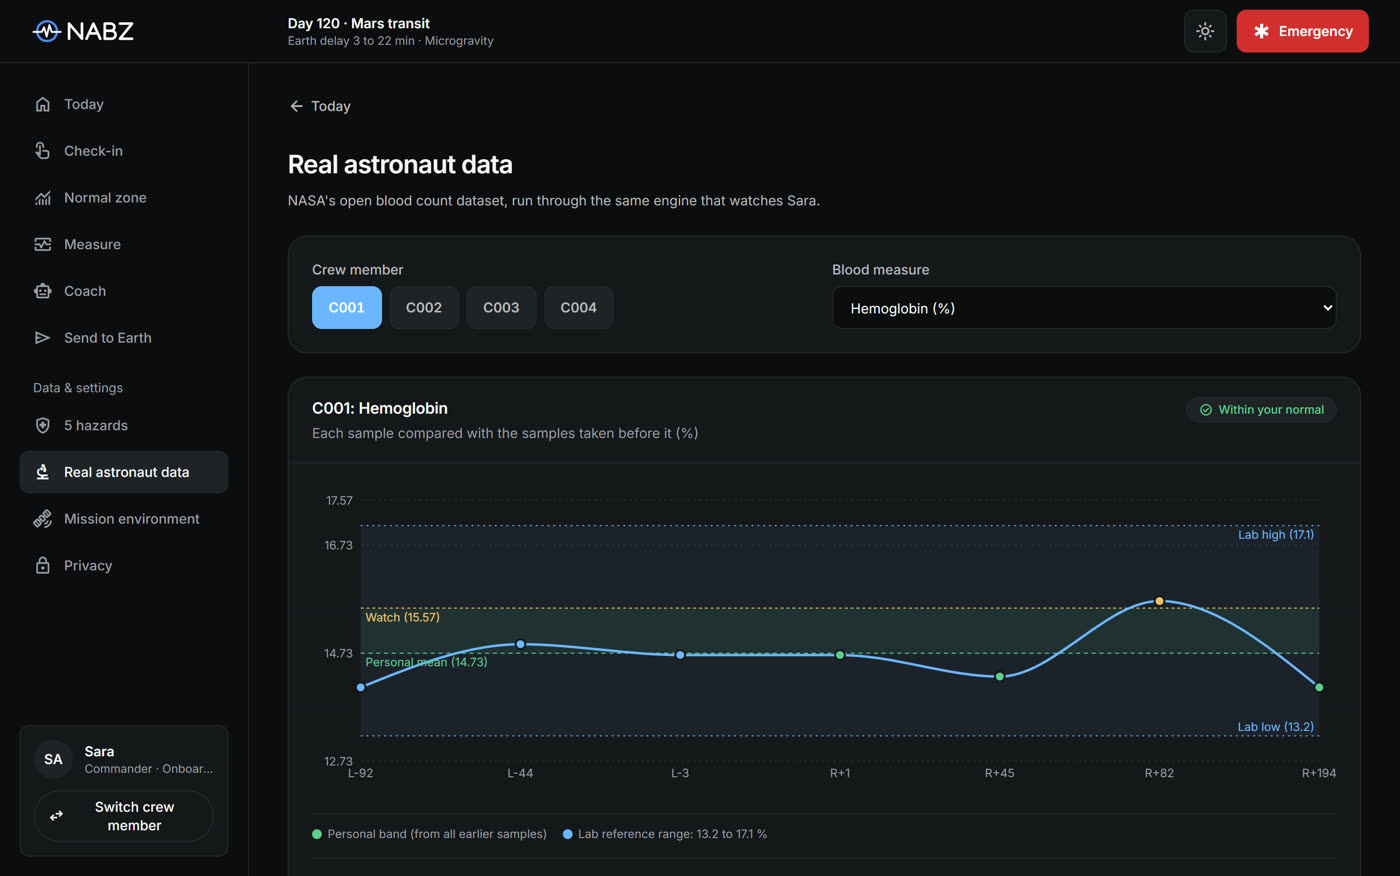 NABZ
Day 120 · Mars transit
Earth delay 3 to 22 min · Microgravity
Emergency
Today
Check-in
Normal zone
Measure
Coach
Send to Earth
Data & settings
5 hazards
Real astronaut data
Mission environment
Privacy
SA
Sara
Commander · Onboar...
Switch crew
member
Today
Real astronaut data
NASA's open blood count dataset, run through the same engine that watches Sara.
Crew member
C001 C002 C003 C004
Blood measure
Hemoglobin (%)
C001: Hemoglobin
Within your normal
Each sample compared with the samples taken before it (%)
17.57
Lab high (17.1)
16.73
Watch (15.57)
14.73
Personal mean (14.73)
Lab low (13.2)
12.73
L-92 L-44 L-3 R+1 R+45 R+82 R+194
Personal band (from all earlier samples) Lab reference range: 13.2 to 17.1 %